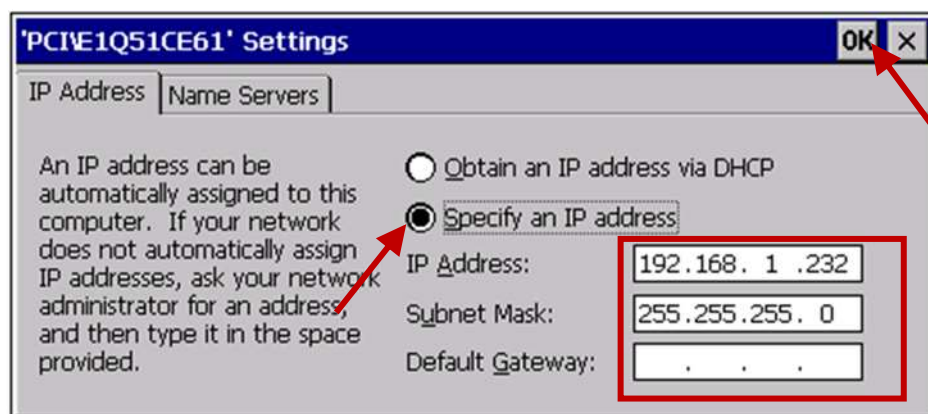 'PCI\E1Q51CE61' Settings
OK ×
IP Address Name Servers
An IP address can be
automatically assigned to this
computer. If your network
does not automatically assign
IP addresses, ask your network
administrator for an address,
and then type it in the space
provided.
Obtain an IP address via DHCP
Specify an IP address
IP Address: 192.168. 1 .232
Subnet Mask: 255.255.255. 0
Default Gateway: . . .